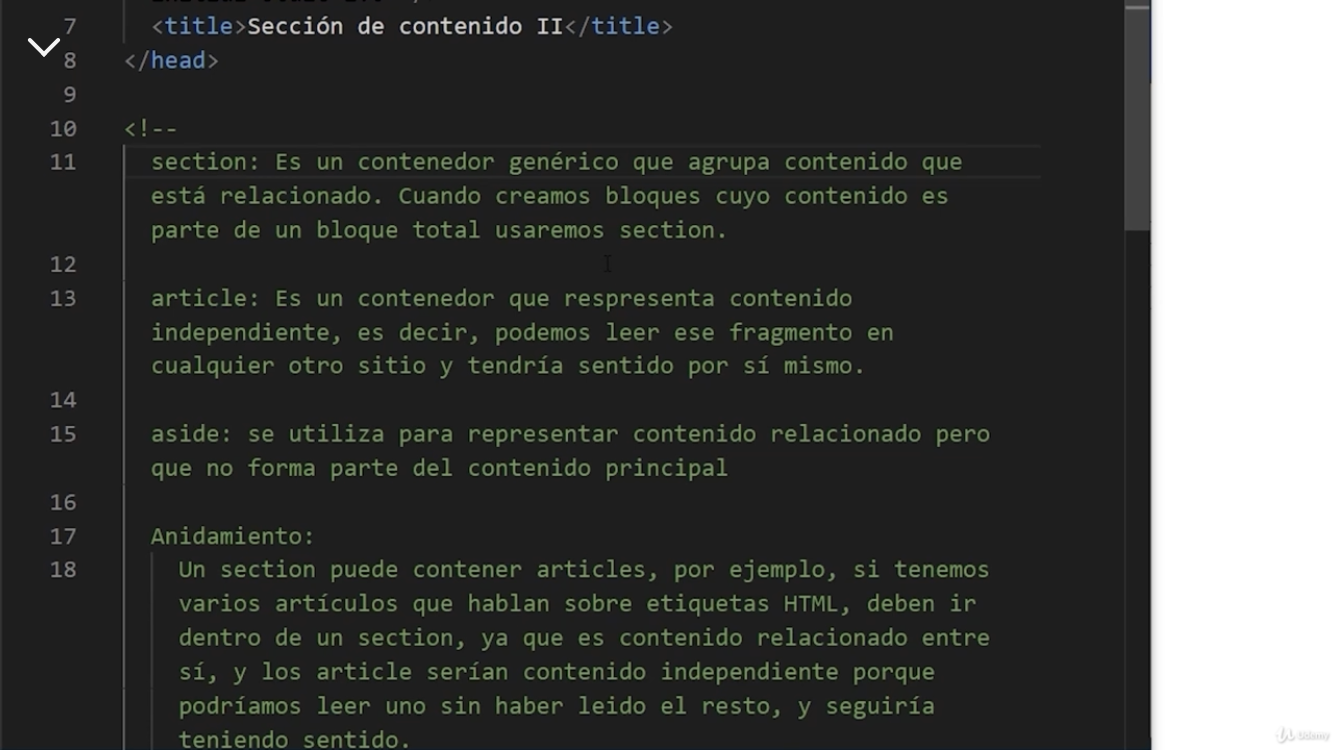 7 <title>Sección de contenido II</title>
8 </head>
9
10 <!--
11 section: Es un contenedor genérico que agrupa contenido que
está relacionado. Cuando creamos bloques cuyo contenido es
parte de un bloque total usaremos section.
12
13 article: Es un contenedor que respresenta contenido
independiente, es decir, podemos leer ese fragmento en
cualquier otro sitio y tendría sentido por sí mismo.
14
15 aside: se utiliza para representar contenido relacionado pero
que no forma parte del contenido principal
16
17 Anidamiento:
18 Un section puede contener articles, por ejemplo, si tenemos
varios artículos que hablan sobre etiquetas HTML, deben ir
dentro de un section, ya que es contenido relacionado entre
sí, y los article serían contenido independiente porque
podríamos leer uno sin haber leido el resto, y seguiría
teniendo sentido.
Udemy